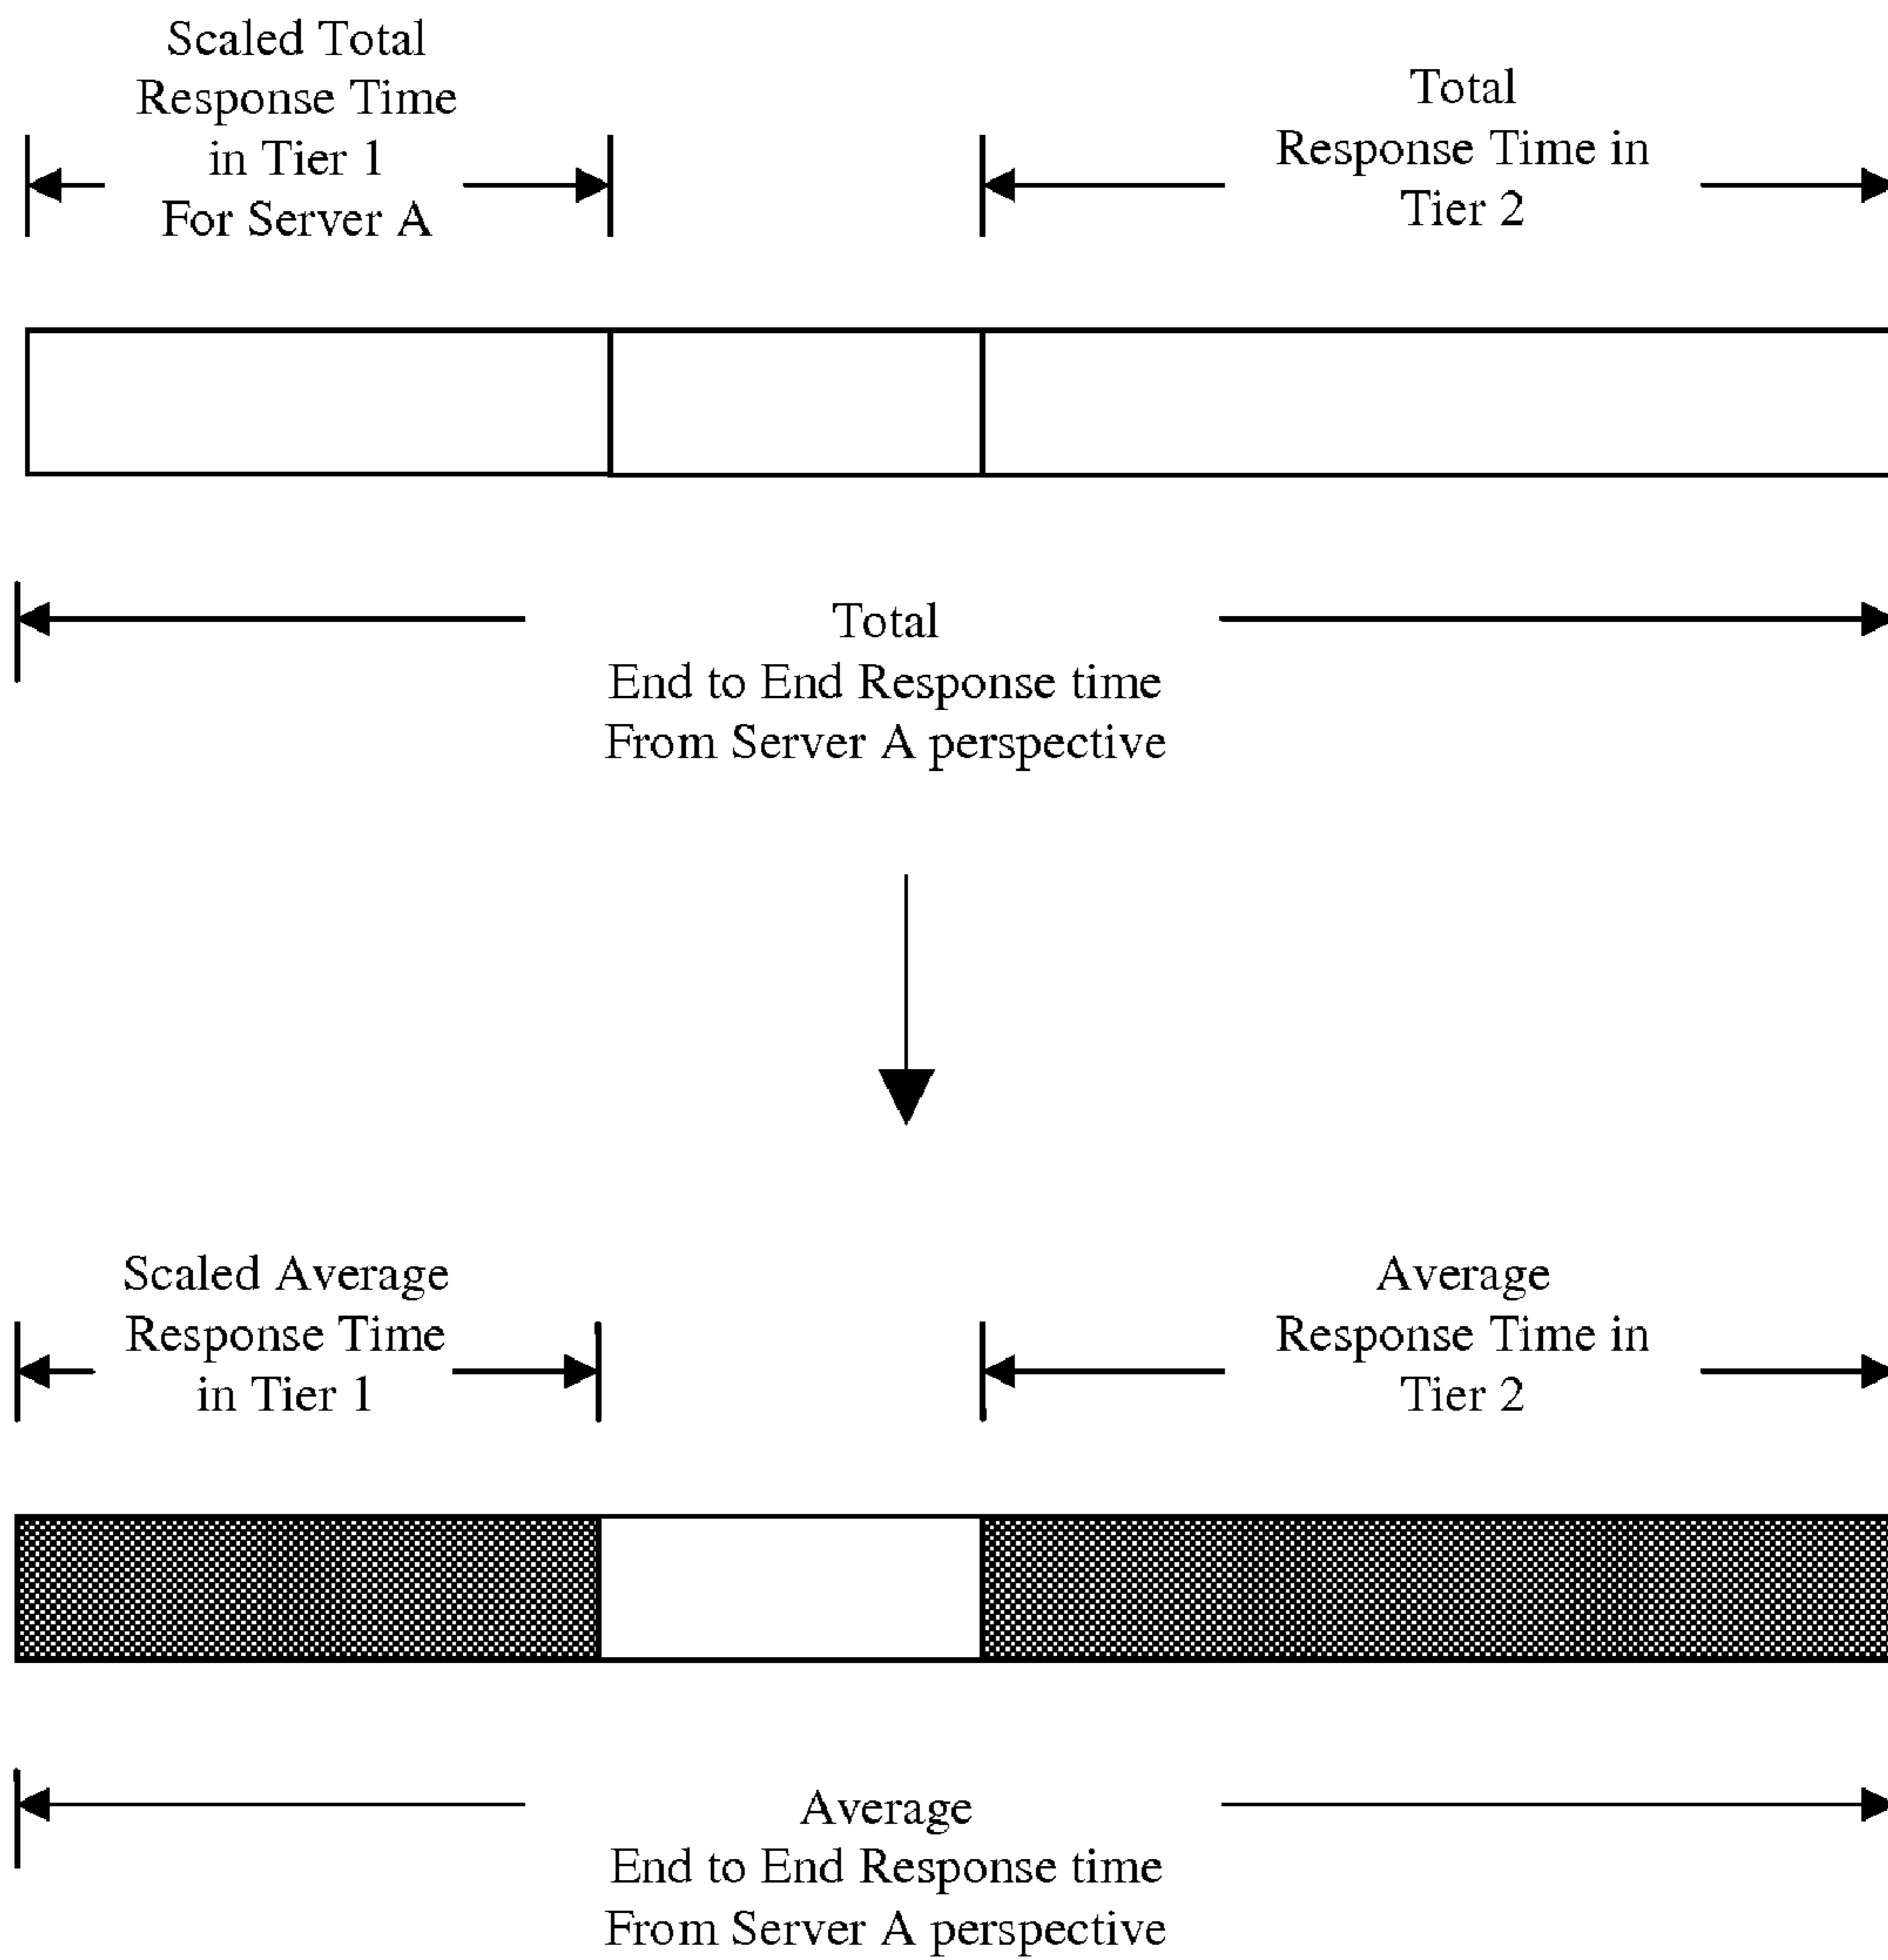 Scaled Total
Response Time
in Tier 1
For Server A
Total
Response Time in
Tier 2
Total
End to End Response time
From Server A perspective
Scaled Average
Response Time
in Tier 1
Average
Response Time in
Tier 2
Average
End to End Response time
From Server A perspective